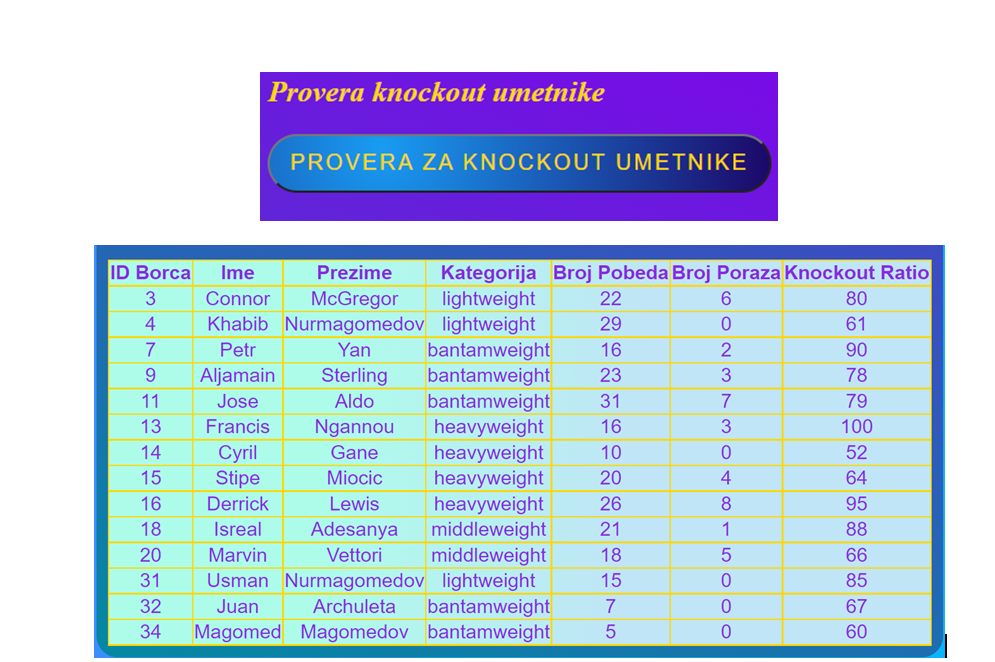 Provera knockout umetnike
PROVERA ZA KNOCKOUT UMETNIKE
ID Borca Ime Prezime Kategorija Broj Pobeda Broj Poraza Knockout Ratio
3 Connor McGregor lightweight 22 6 80
4 Khabib Nurmagomedov lightweight 29 0 61
7 Petr Yan bantamweight 16 2 90
9 Aljamain Sterling bantamweight 23 3 78
11 Jose Aldo bantamweight 31 7 79
13 Francis Ngannou heavyweight 16 3 100
14 Cyril Gane heavyweight 10 0 52
15 Stipe Miocic heavyweight 20 4 64
16 Derrick Lewis heavyweight 26 8 95
18 Isreal Adesanya middleweight 21 1 88
20 Marvin Vettori middleweight 18 5 66
31 Usman Nurmagomedov lightweight 15 0 85
32 Juan Archuleta bantamweight 7 0 67
34 Magomed Magomedov bantamweight 5 0 60